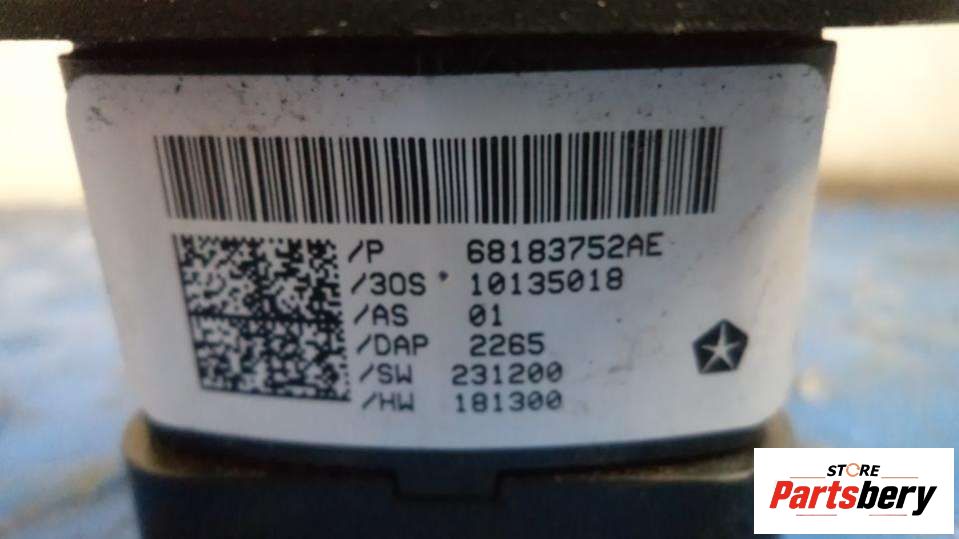 /P 68183752AE
/3OS * 10135018
/AS 01
/DAP 2265
/SW 231200
/HW 181300
STORE
Partsbery